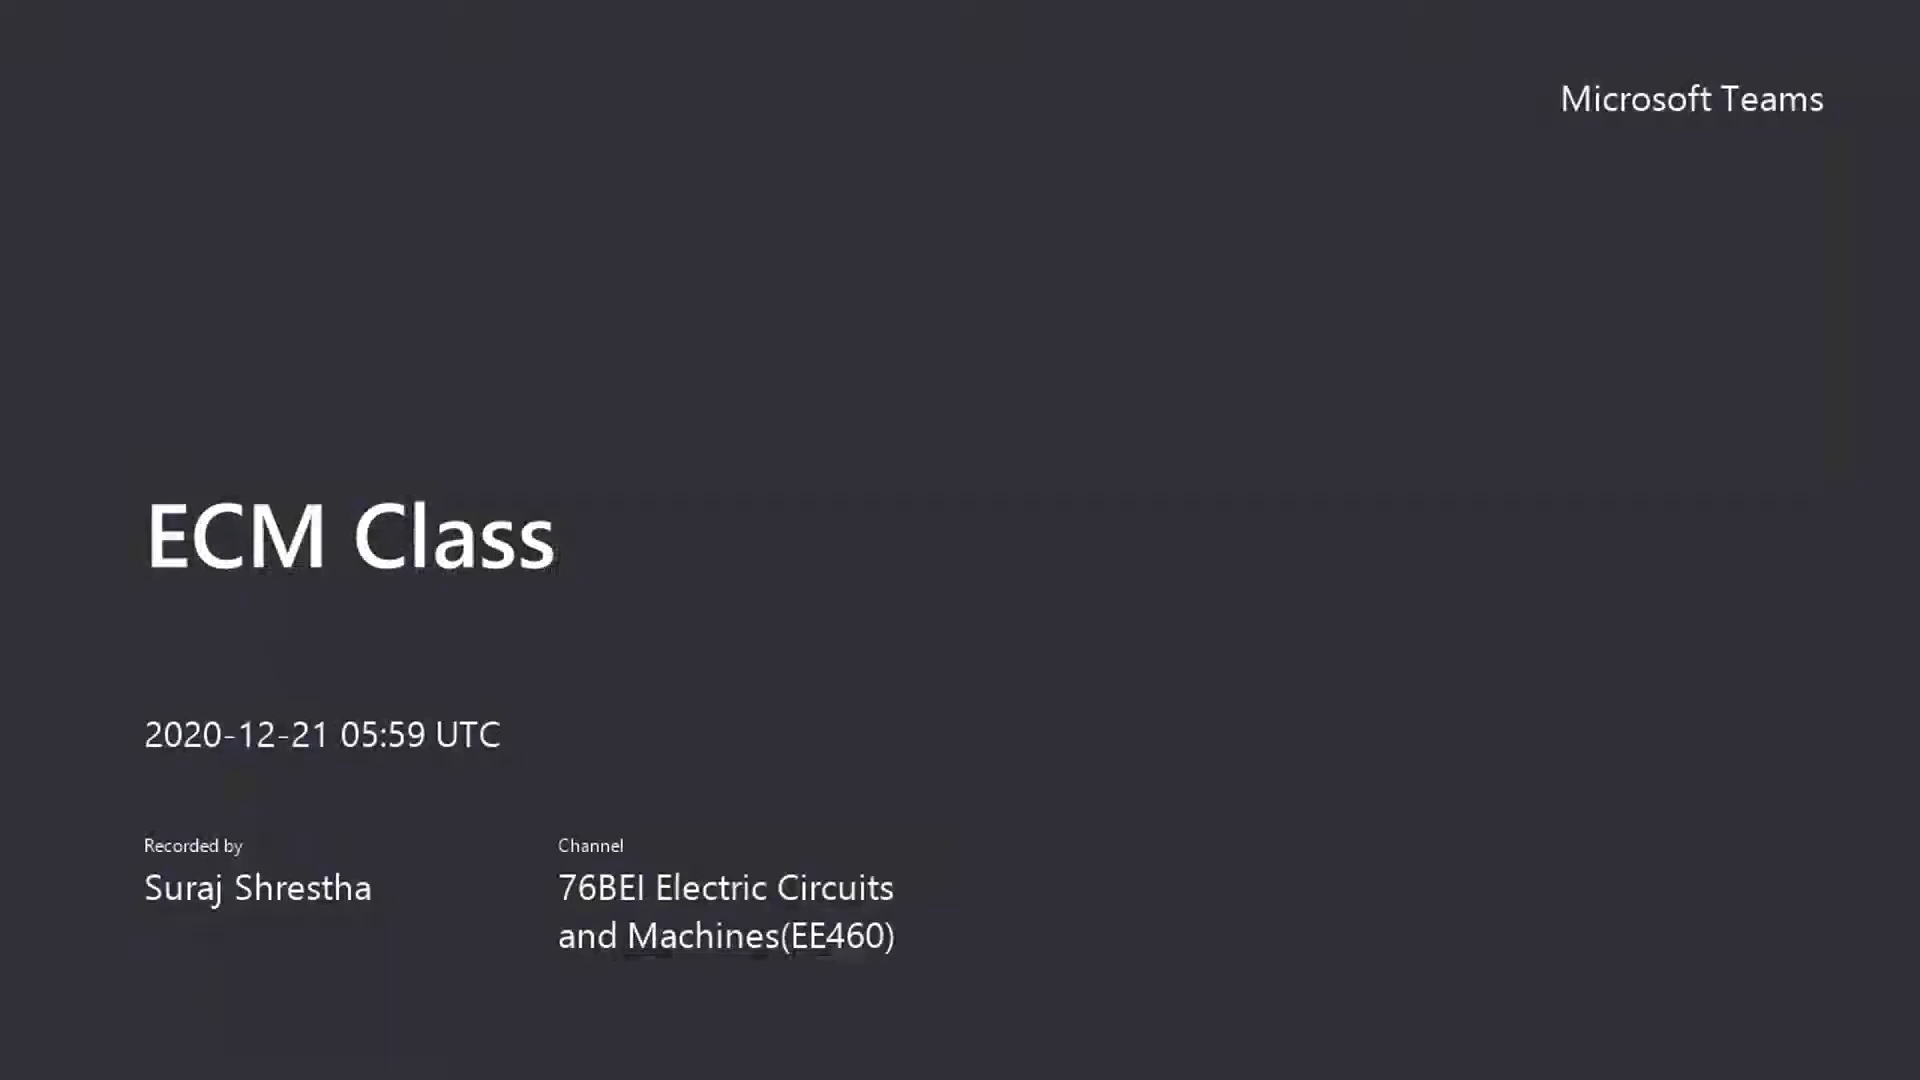 Microsoft Teams
ECM Class
2020-12-21 05:59 UTC
Recorded by
Suraj Shrestha
Channel
76BEI Electric Circuits
and Machines(EE460)